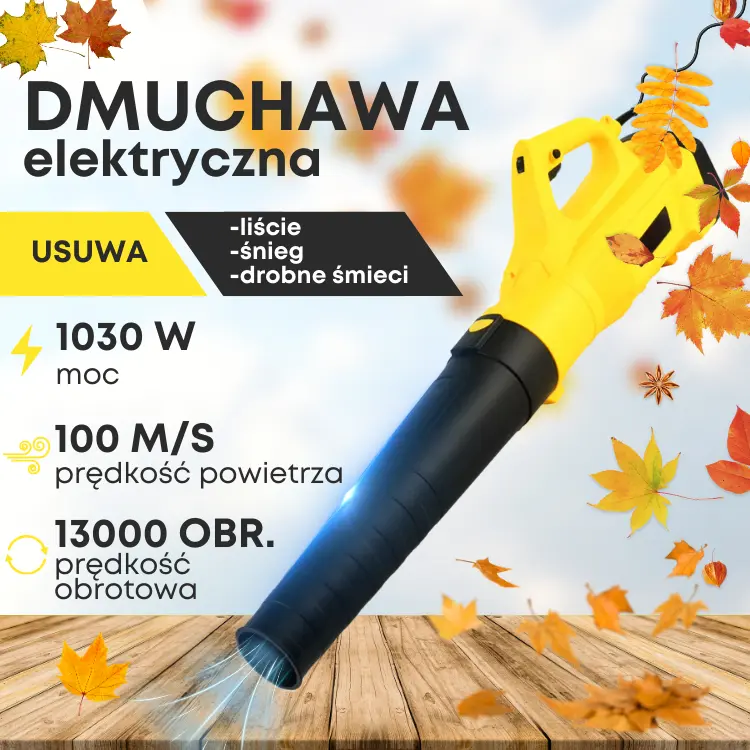 DMUCHAWA
elektryczna
USUWA
-liście
-śnieg
-drobne śmieci
1030 W
moc
100 M/S
prędkość powietrza
13000 OBR.
prędkość
obrotowa